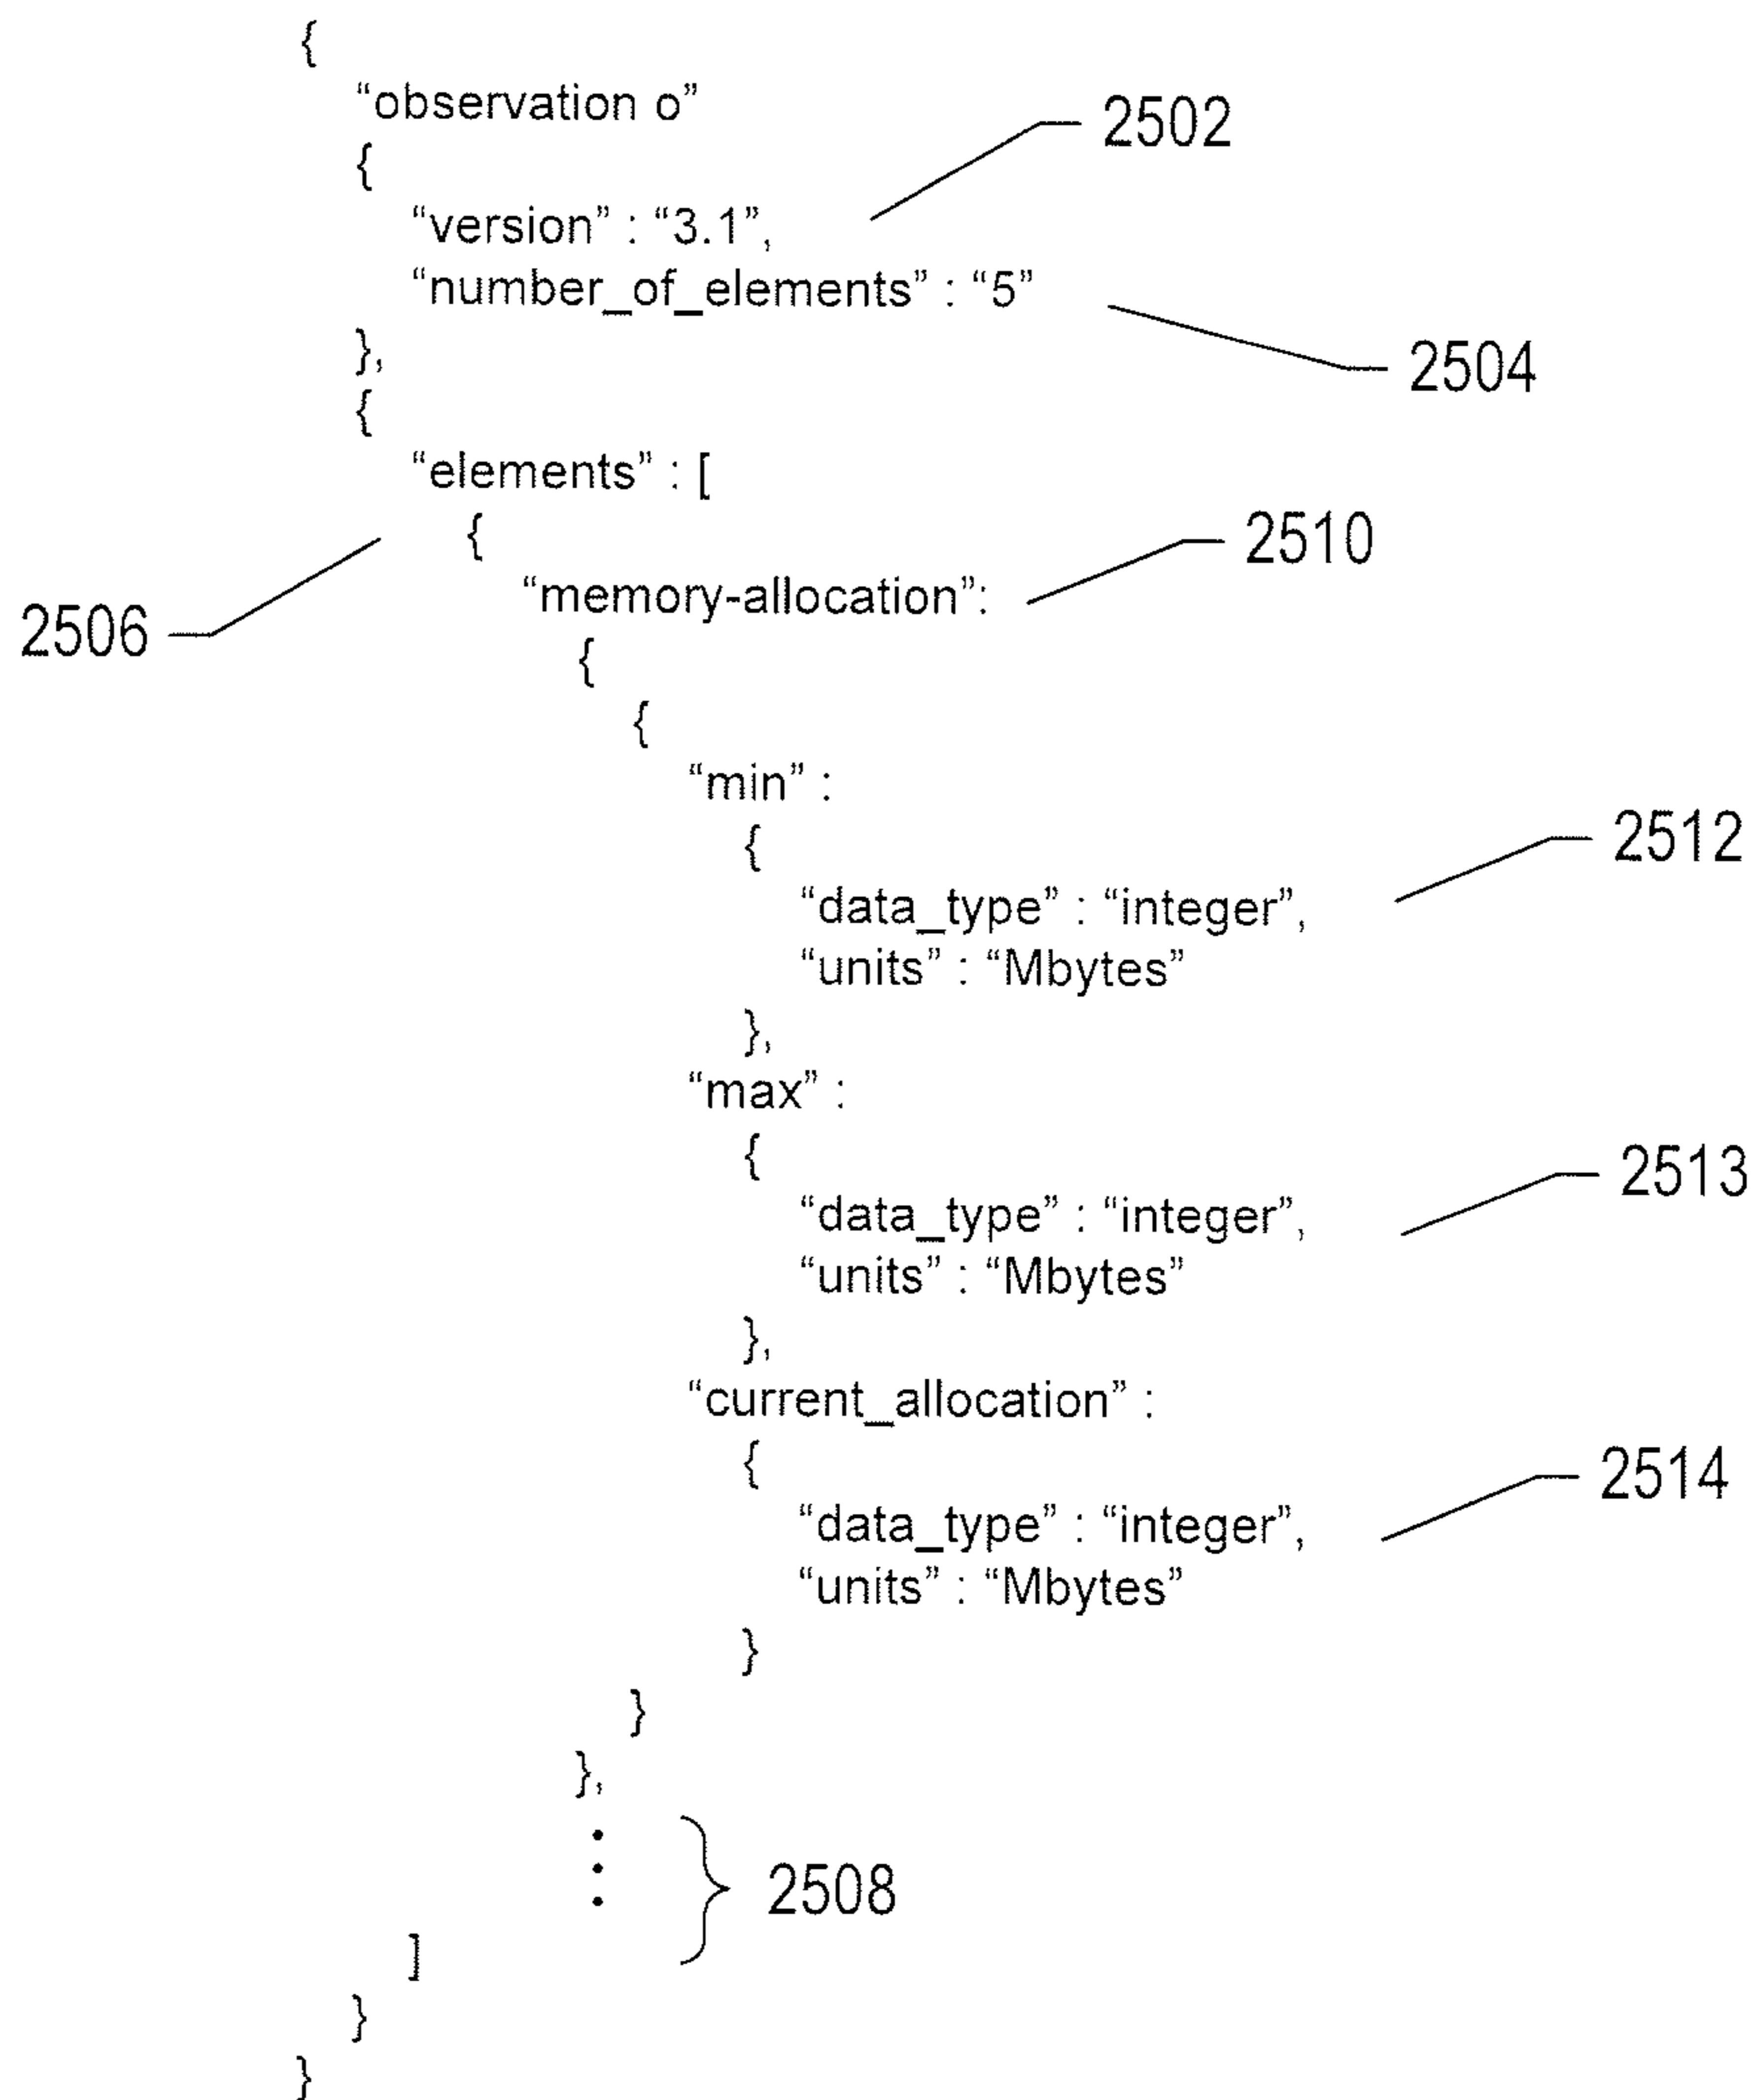 {
“observation o”
{
2502
“version” : “3.1”,
“number_of_elements” : “5”
},
2504
{
“elements” : [
{
2510
“memory-allocation”:
2506
{
{
“min” :
{
2512
“data_type” : “integer”,
“units” : “Mbytes”
},
“max” :
{
2513
“data_type” : “integer”,
“units” : “Mbytes”
},
“current_allocation” :
{
2514
“data_type” : “integer”,
“units” : “Mbytes”
}
}
},
2508
]
}
}